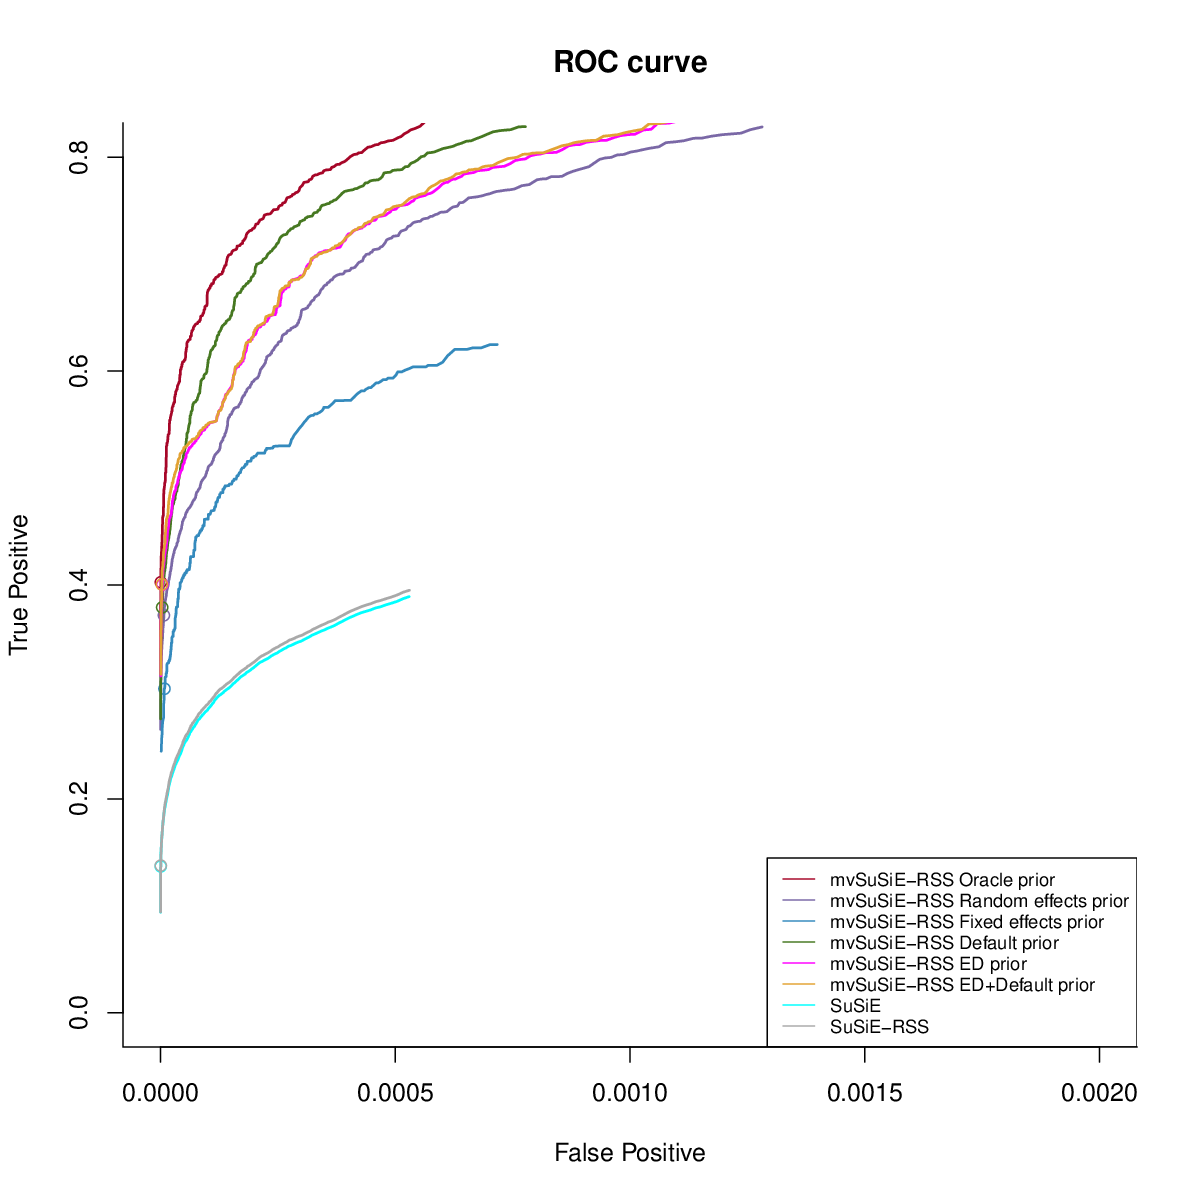 ROC curve
True Positive
0.8
0.6
0.4
0.2
0.0
mvSuSiE−RSS Oracle prior
mvSuSiE−RSS Random effects prior
mvSuSiE−RSS Fixed effects prior
mvSuSiE−RSS Default prior
mvSuSiE−RSS ED prior
mvSuSiE−RSS ED+Default prior
SuSiE
SuSiE−RSS
0.0000 0.0005 0.0010 0.0015 0.0020
False Positive